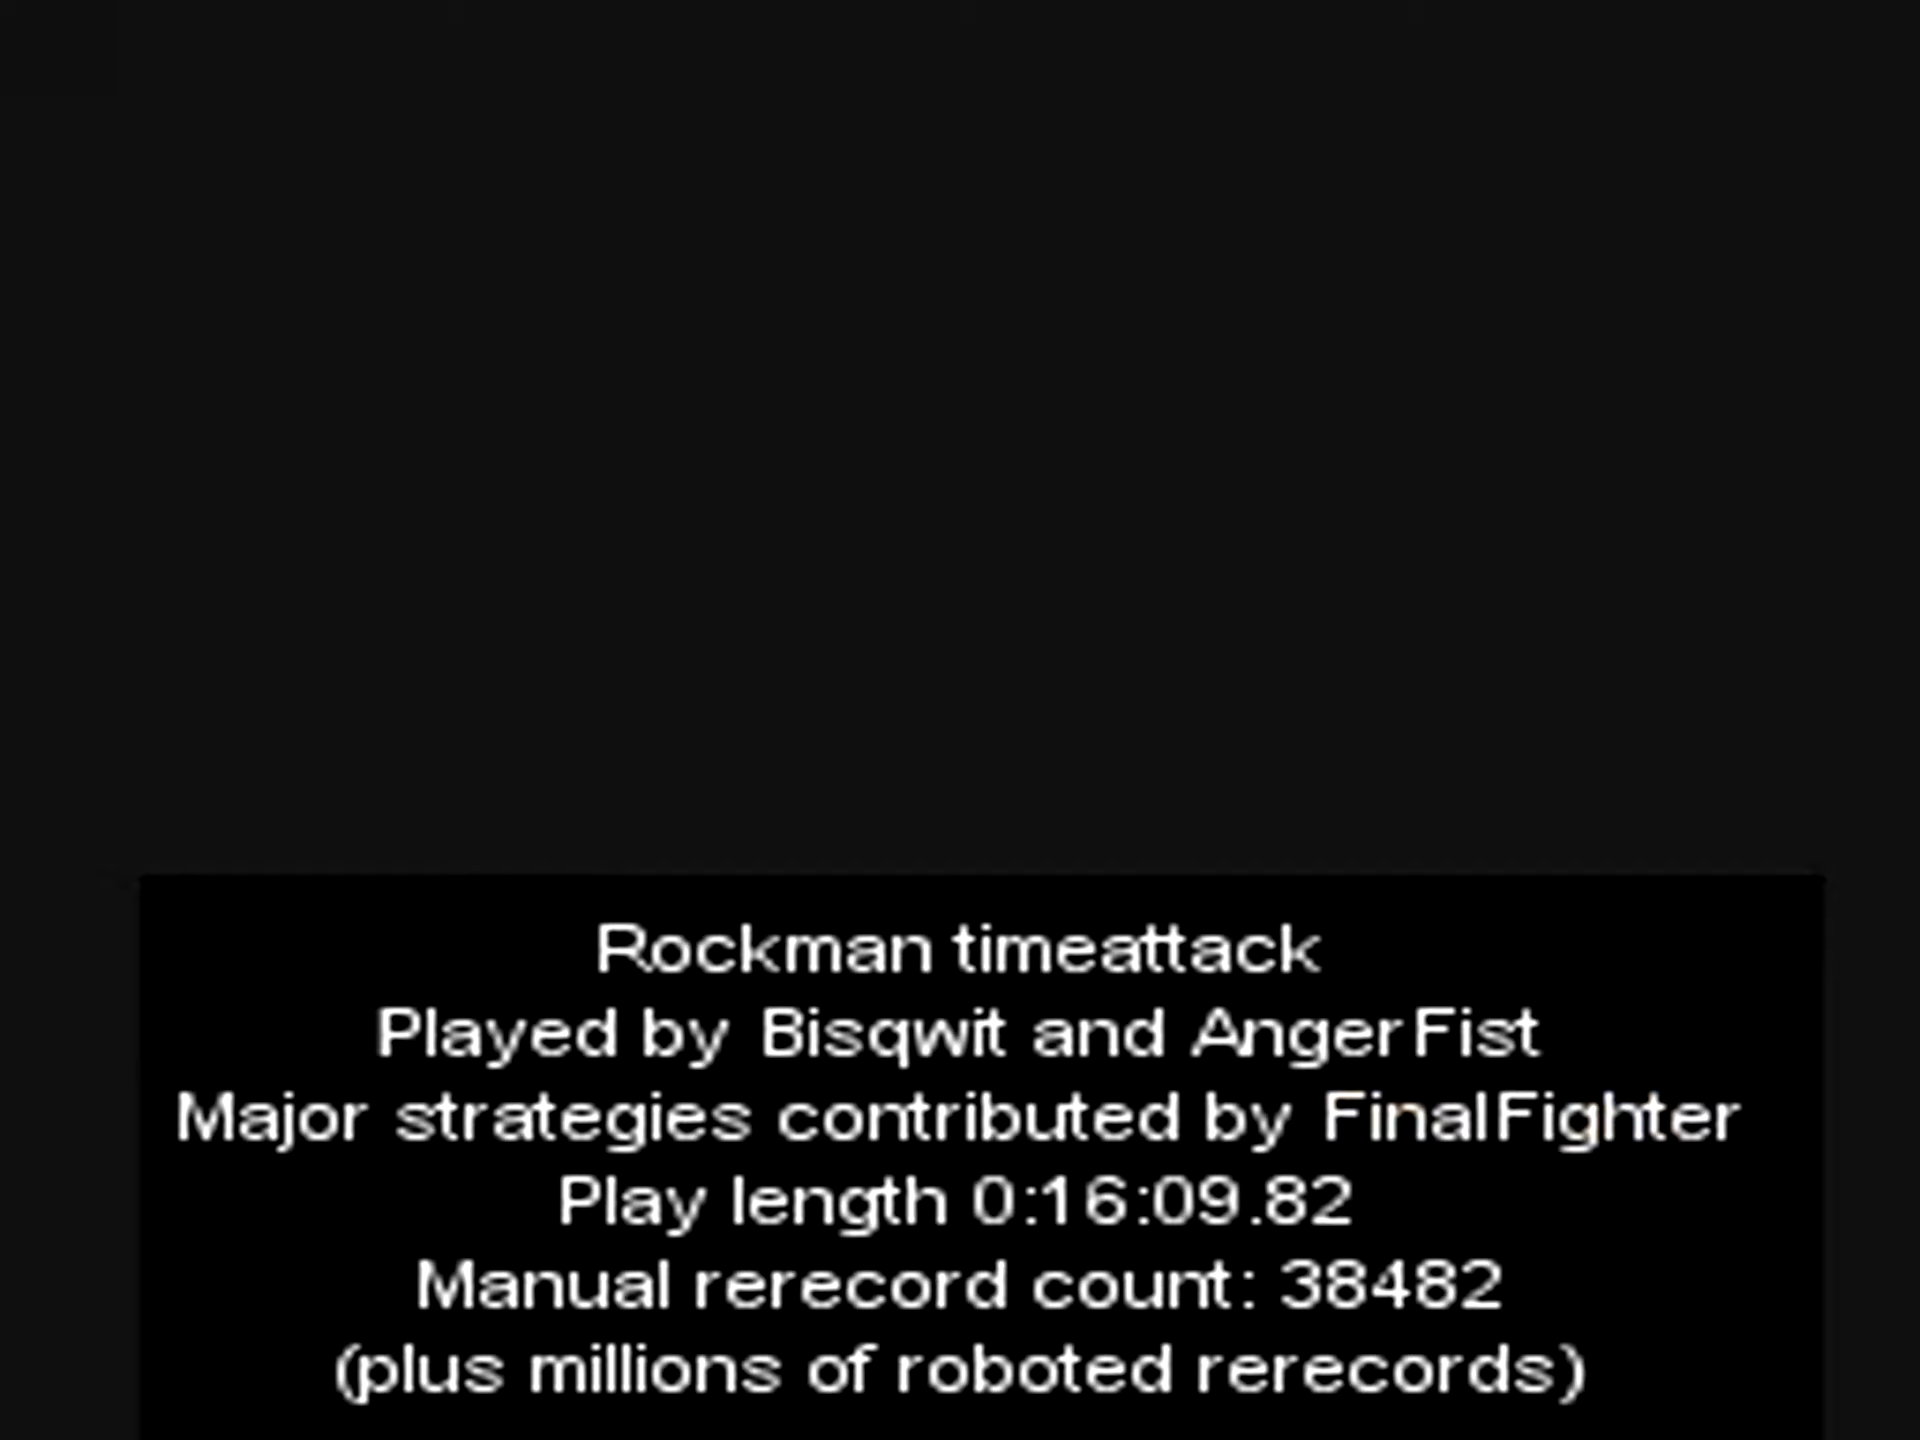 Rockman timeattack
Played by Bisqwit and AngerFist
Major strategies contributed by FinalFighter
Play length 0:16:09.82
Manual rerecord count: 38482
(plus millions of roboted rerecords)